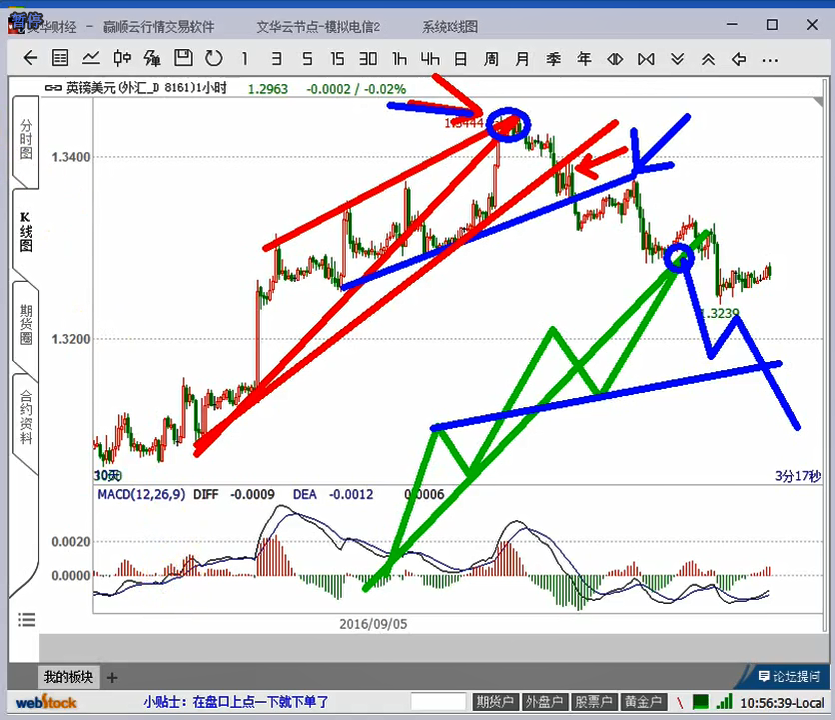 暂停
文华财经 - 赢顺云行情交易软件 文华云节点-模拟电信2 系统K线图
1 3 5 15 30 1h 4h 日 周 月 季 年 ...
英镑美元(外汇_D 8161)1小时 1.2963 -0.0002 / -0.02%
分时图
K线图
期货圈
合约资料
1.3444
1.3400
1.3239
1.3200
10天 3分17秒
MACD(12,26,9) DIFF -0.0009 DEA -0.0012 0.0006
0.0020
0.0000
2016/09/05
我的板块 +
论坛提问
webstock 小贴士：在盘口上点一下就下单了 期货户 外盘户 股票户 黄金户 10:56:39-Local